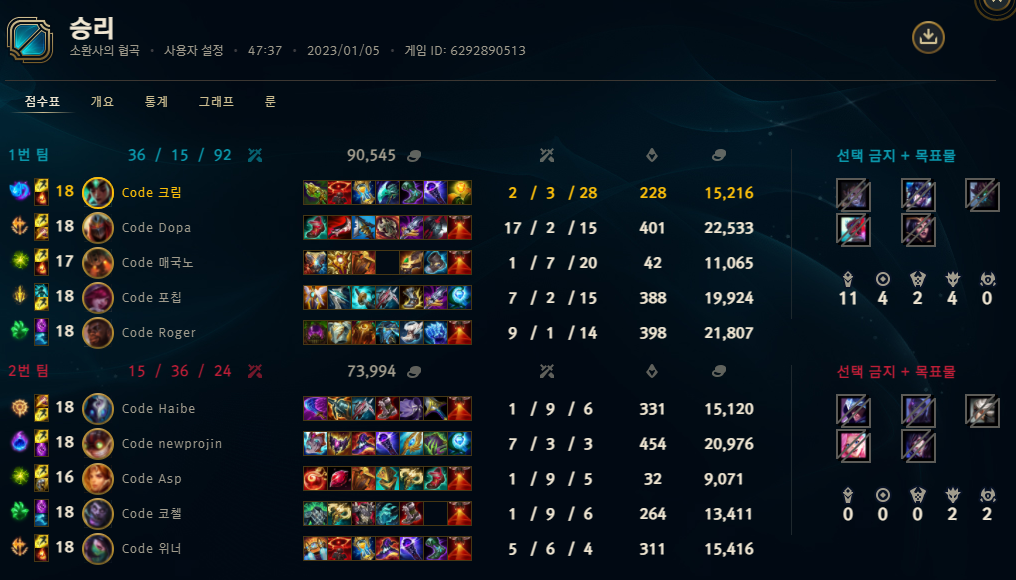 승리
소환사의 협곡 • 사용자 설정 • 47:37 • 2023/01/05 • 게임 ID: 6292890513
점수표 개요 통계 그래프 룬
1번 팀 36 / 15 / 92 90,545 선택 금지 + 목표물
18 Code 크림 2 / 3 / 28 228 15,216
18 Code Dopa 17 / 2 / 15 401 22,533
17 Code 매국노 1 / 7 / 20 42 11,065
18 Code 포칩 7 / 2 / 15 388 19,924
18 Code Roger 9 / 1 / 14 398 21,807
11 4 2 4 0
2번 팀 15 / 36 / 24 73,994 선택 금지 + 목표물
18 Code Haibe 1 / 9 / 6 331 15,120
18 Code newprojin 7 / 3 / 3 454 20,976
16 Code Asp 1 / 9 / 5 32 9,071
18 Code 코첼 1 / 9 / 6 264 13,411
18 Code 위너 5 / 6 / 4 311 15,416
0 0 0 2 2